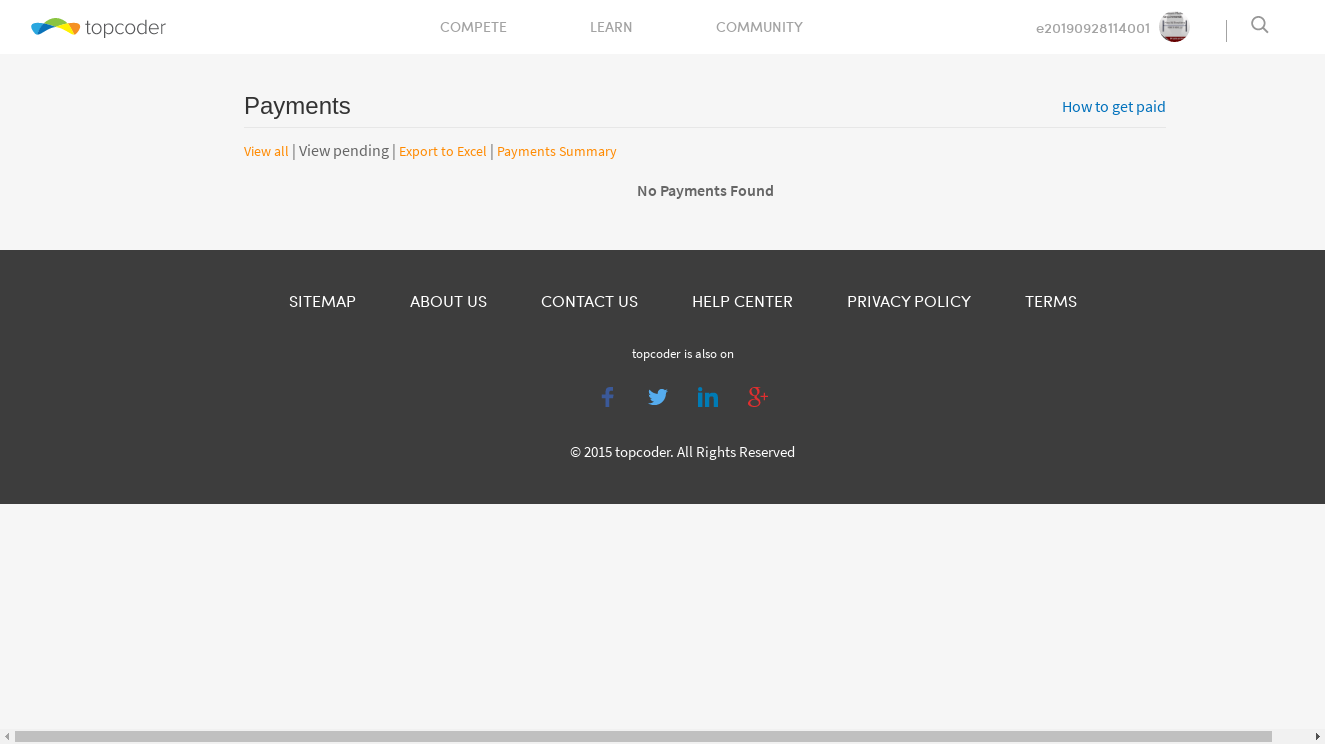 topcoder COMPETE LEARN COMMUNITY e20190928114001
Payments How to get paid
View all | View pending | Export to Excel | Payments Summary
No Payments Found
SITEMAP ABOUT US CONTACT US HELP CENTER PRIVACY POLICY TERMS
topcoder is also on
© 2015 topcoder. All Rights Reserved